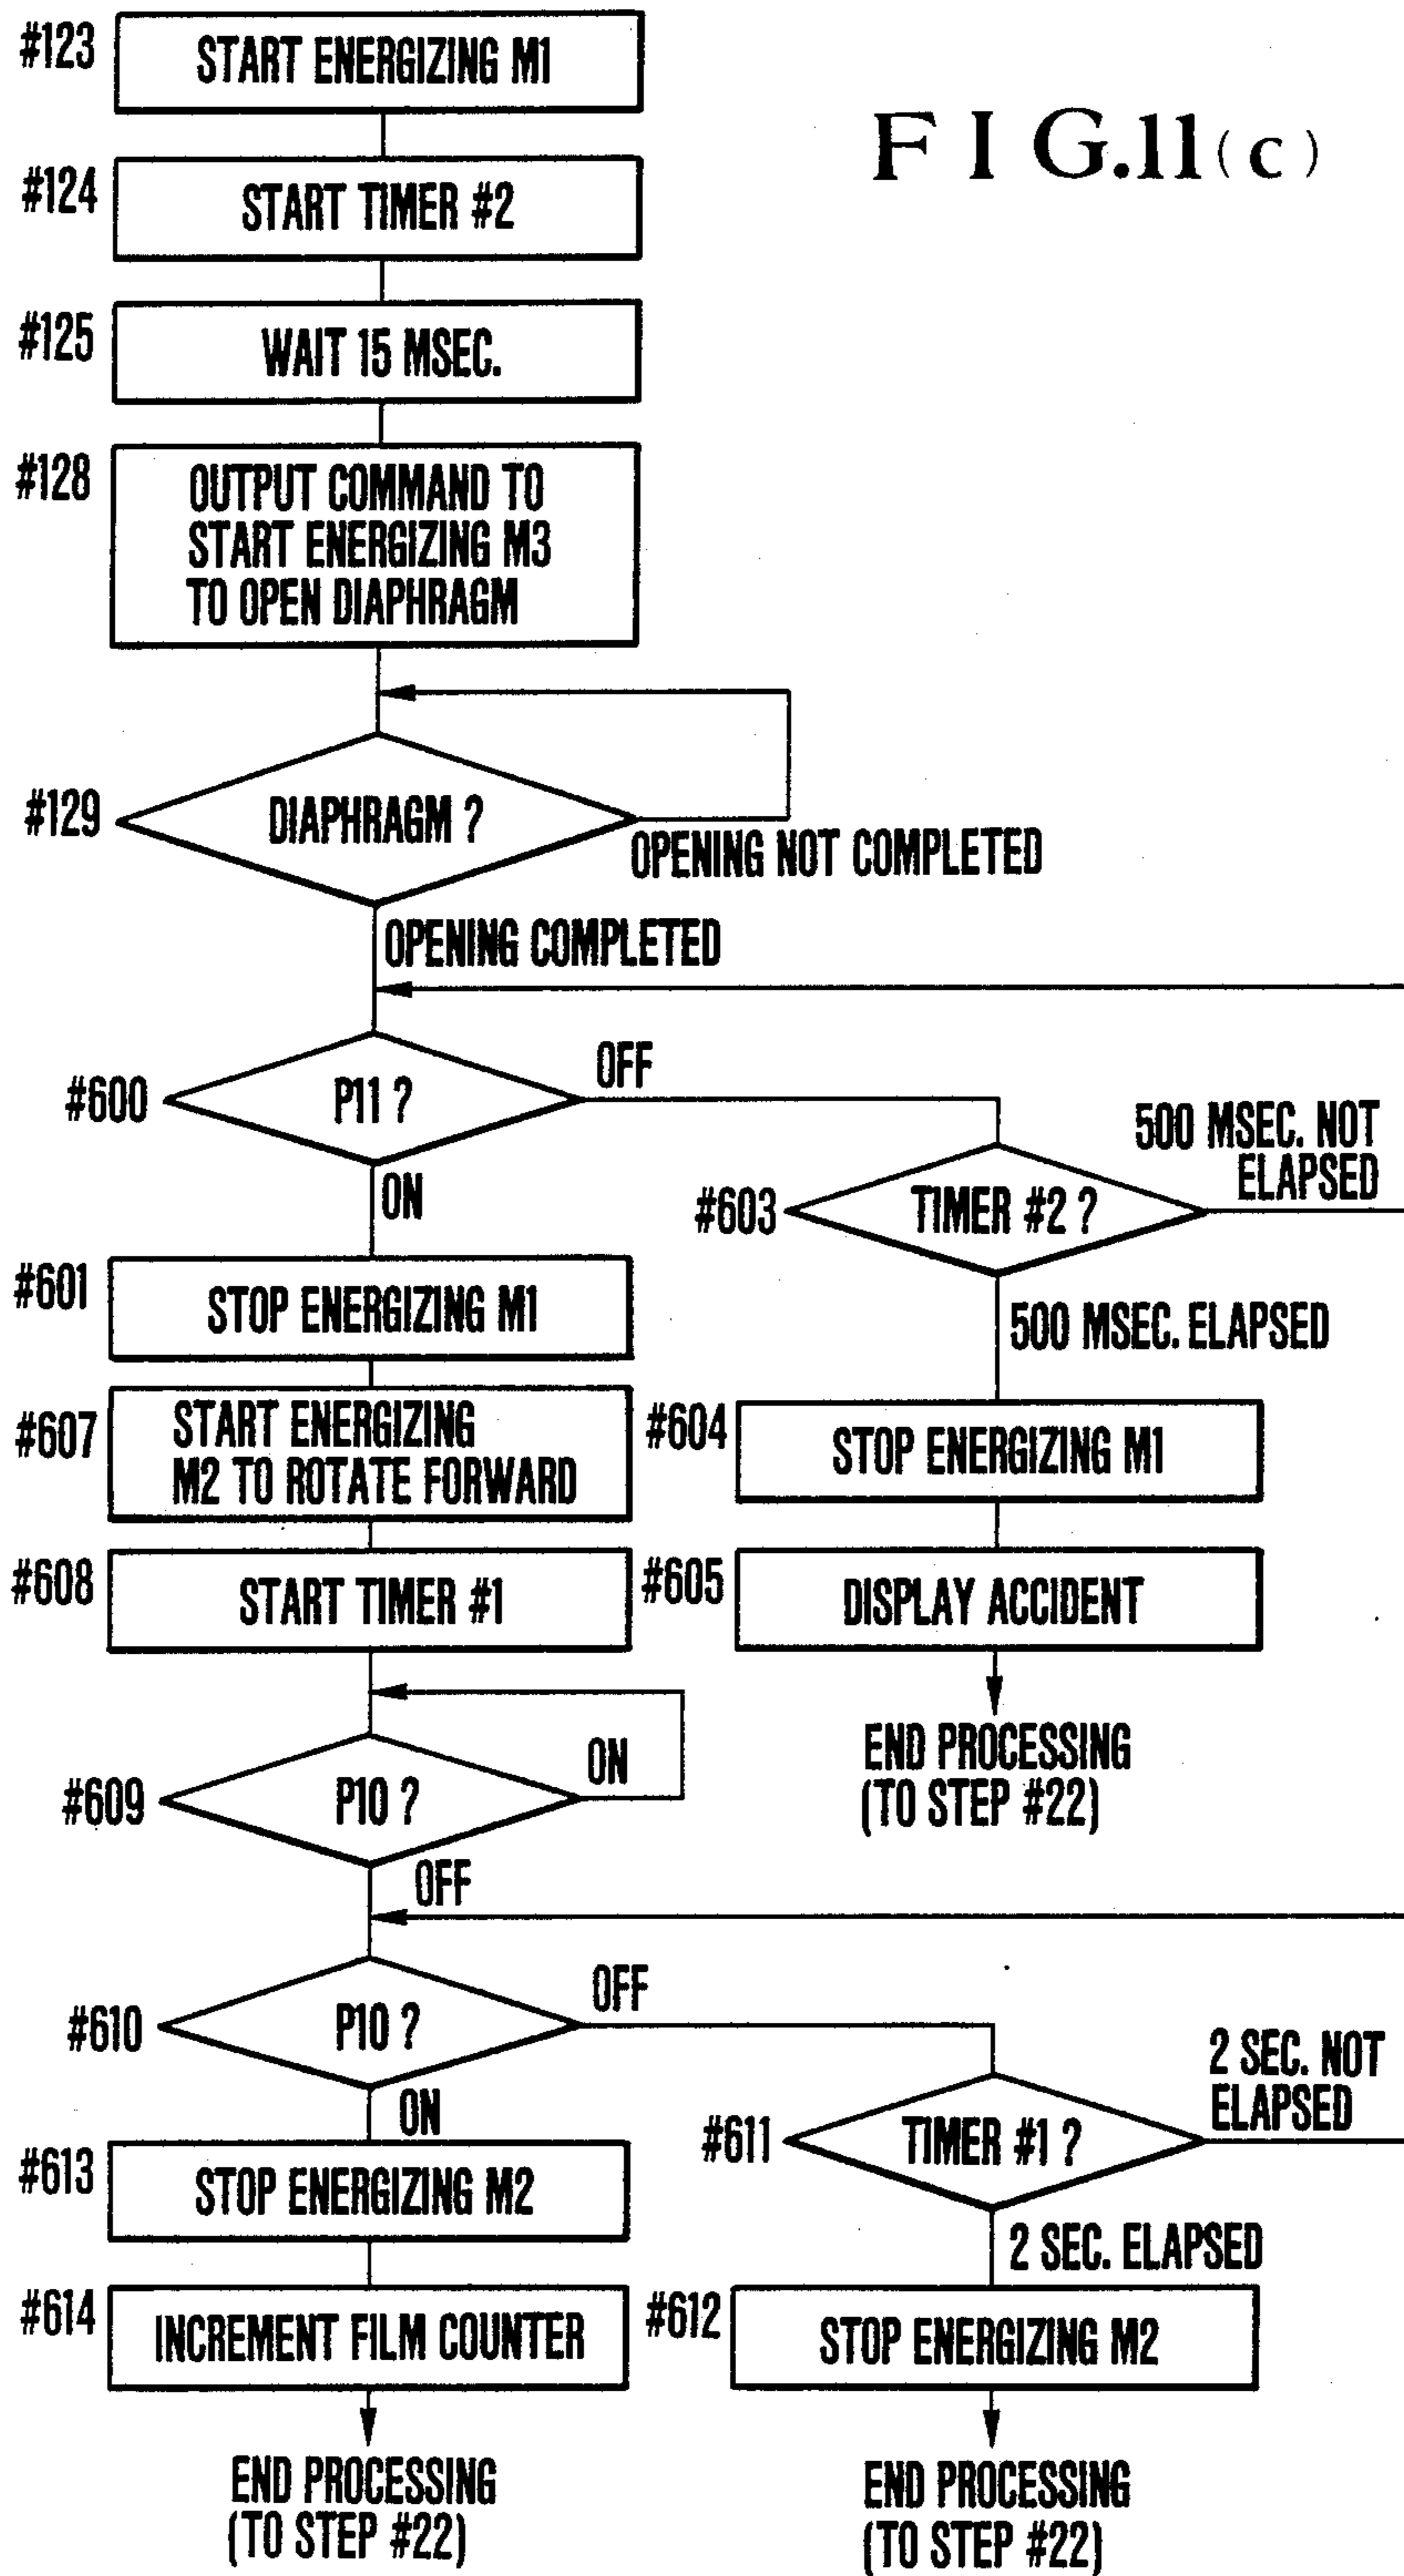 FIG.11(c)
#123
START ENERGIZING M1
#124
START TIMER #2
#125
WAIT 15 MSEC.
#128
OUTPUT COMMAND TO
START ENERGIZING M3
TO OPEN DIAPHRAGM
#129
DIAPHRAGM ?
OPENING NOT COMPLETED
OPENING COMPLETED
#600
P11 ?
OFF
ON
500 MSEC. NOT
ELAPSED
#603
TIMER #2 ?
500 MSEC. ELAPSED
#601
STOP ENERGIZING M1
#607
START ENERGIZING
M2 TO ROTATE FORWARD
#604
STOP ENERGIZING M1
#608
START TIMER #1
#605
DISPLAY ACCIDENT
END PROCESSING
(TO STEP #22)
#609
P10 ?
ON
OFF
#610
P10 ?
OFF
ON
2 SEC. NOT
ELAPSED
#611
TIMER #1 ?
2 SEC. ELAPSED
#613
STOP ENERGIZING M2
#614
INCREMENT FILM COUNTER
#612
STOP ENERGIZING M2
END PROCESSING
(TO STEP #22)
END PROCESSING
(TO STEP #22)